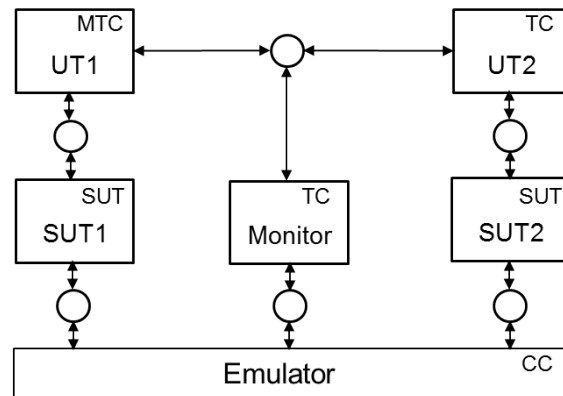 MTC
UT1
TC
UT2
SUT
SUT1
TC
Monitor
SUT
SUT2
CC
Emulator